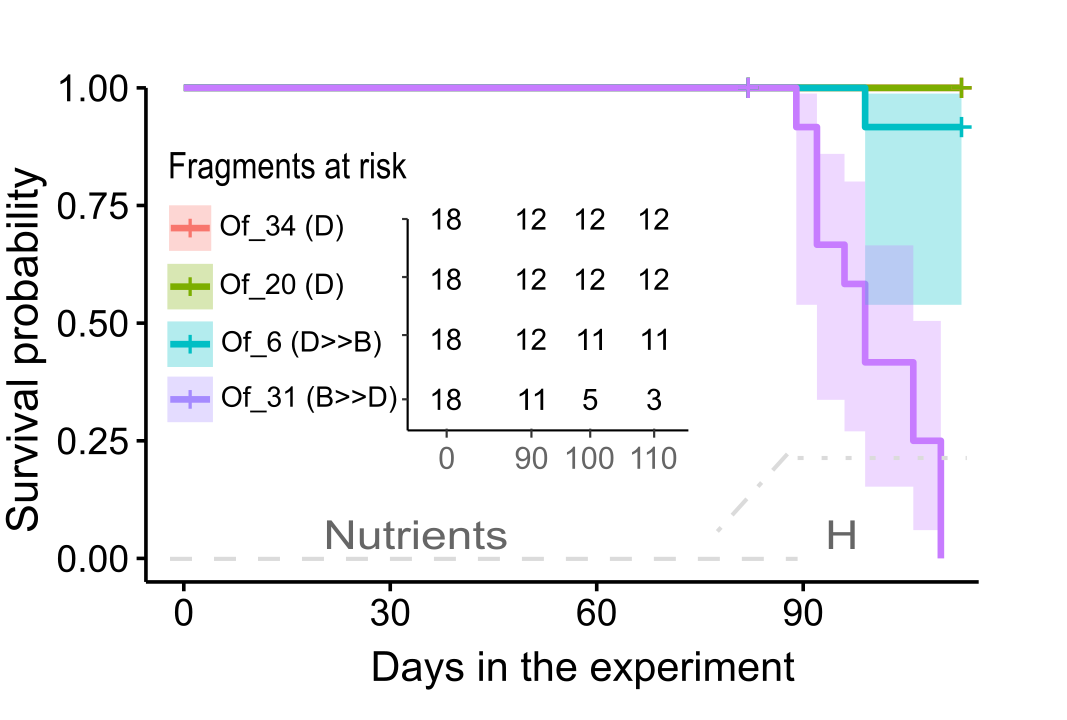 1.00
0.75
0.50
0.25
0.00
Survival probability
Fragments at risk
Of_34 (D) 18 12 12 12
Of_20 (D) 18 12 12 12
Of_6 (D>>B) 18 12 11 11
Of_31 (B>>D) 18 11 5 3
0 90 100 110
Nutrients H
0 30 60 90
Days in the experiment